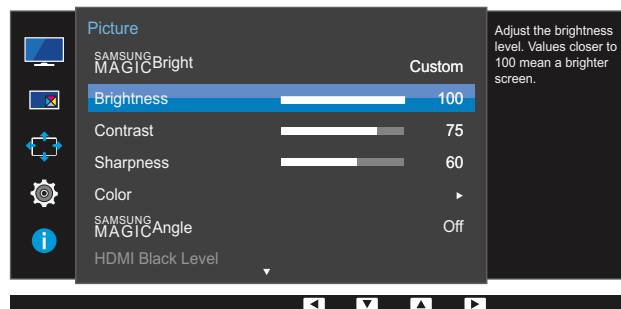 Picture
SAMSUNG
MAGICBright
Custom
Brightness
100
Contrast
75
Sharpness
60
Color
SAMSUNG
MAGICAngle
Off
HDMI Black Level
Adjust the brightness
level. Values closer to
100 mean a brighter
screen.